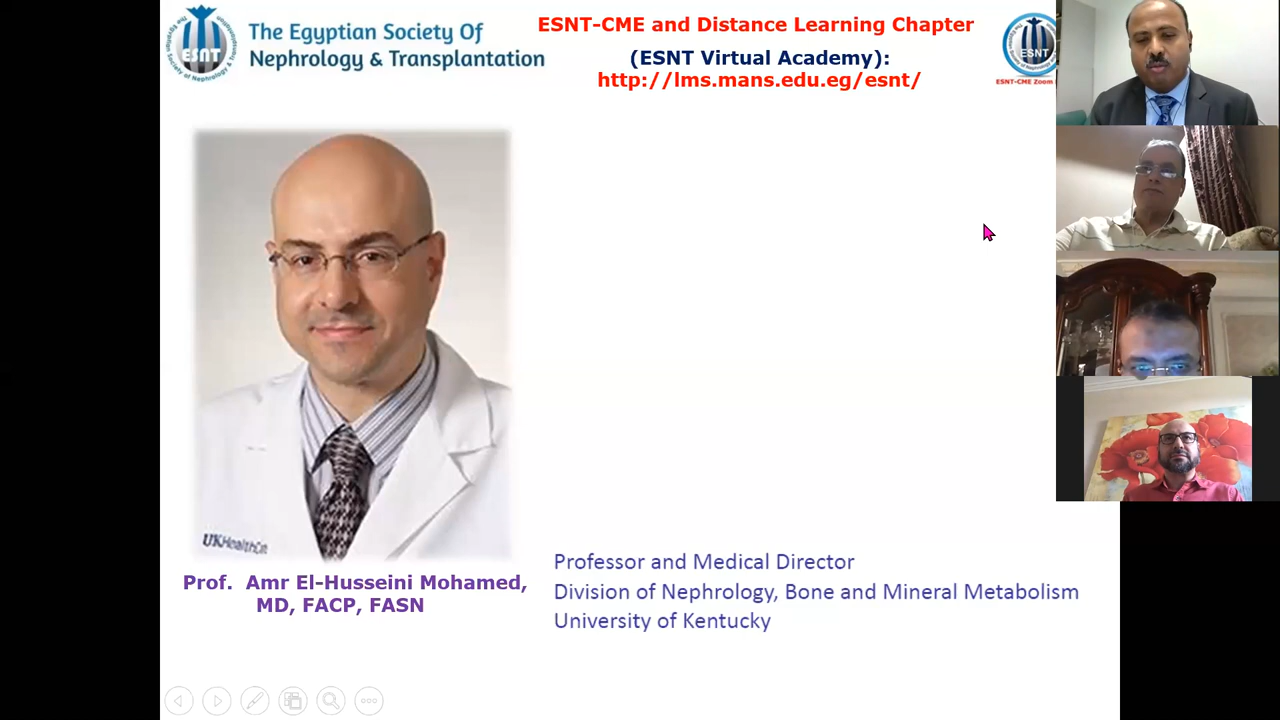 The Egyptian Society Of
Nephrology & Transplantation
ESNT
ESNT-CME and Distance Learning Chapter
(ESNT Virtual Academy):
http://lms.mans.edu.eg/esnt/
ESNT
ESNT-CME Zoom
UKHealthCare
Prof. Amr El-Husseini Mohamed,
MD, FACP, FASN
Professor and Medical Director
Division of Nephrology, Bone and Mineral Metabolism
University of Kentucky